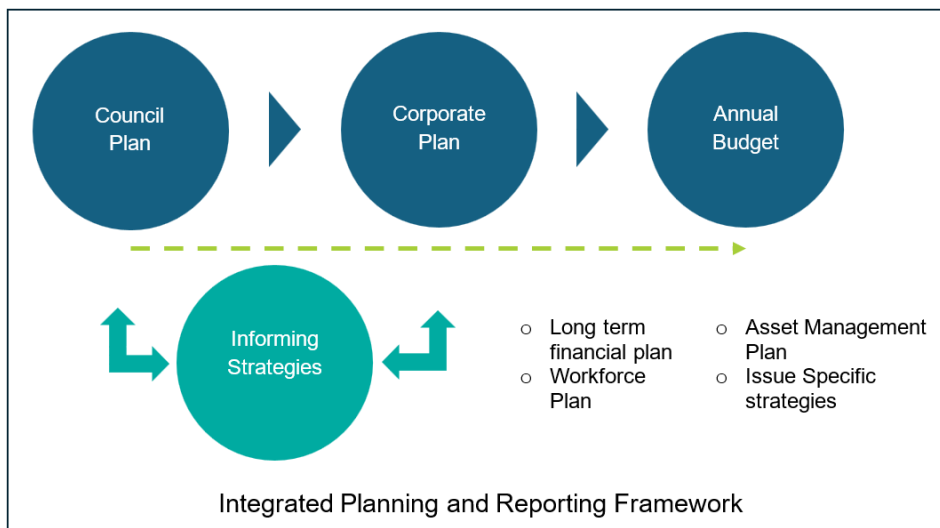 Council
Plan
Corporate
Plan
Annual
Budget
Informing
Strategies
o Long term
financial plan
o Workforce
Plan
o Asset Management
Plan
o Issue Specific
strategies
Integrated Planning and Reporting Framework